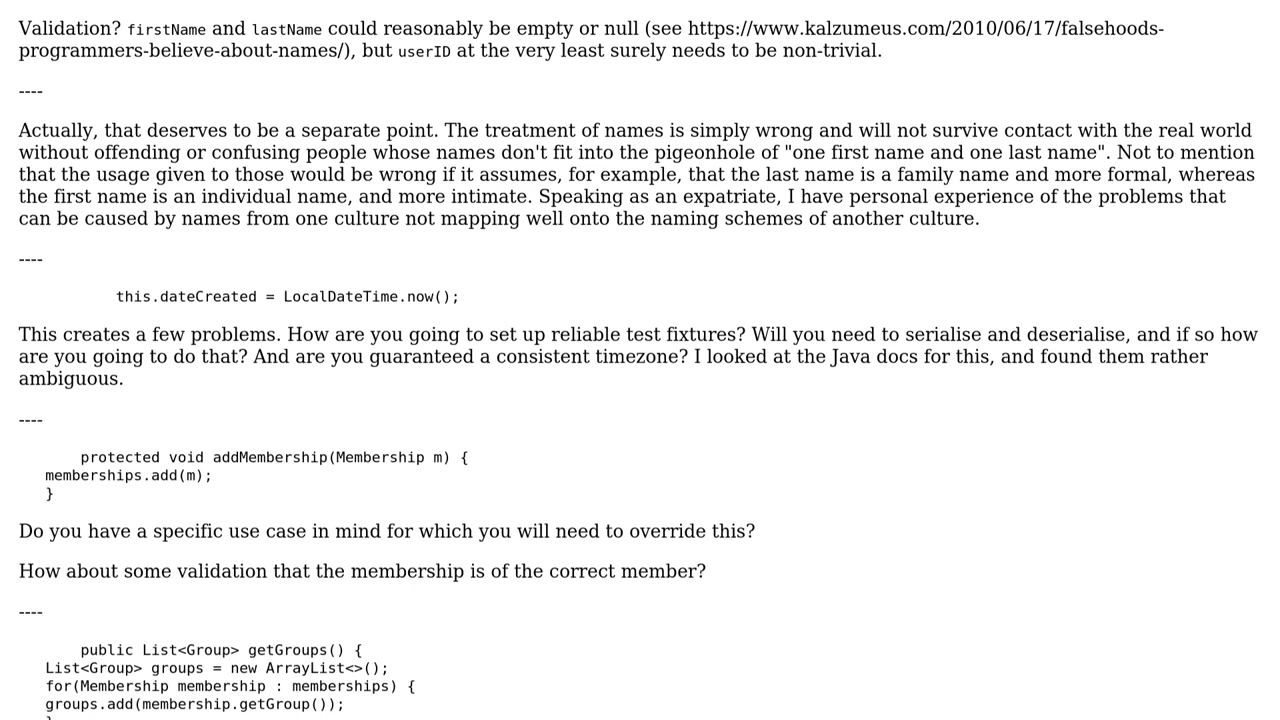 Validation? firstName and lastName could reasonably be empty or null (see https://www.kalzumeus.com/2010/06/17/falsehoods-
programmers-believe-about-names/), but userID at the very least surely needs to be non-trivial.
----
Actually, that deserves to be a separate point. The treatment of names is simply wrong and will not survive contact with the real world
without offending or confusing people whose names don't fit into the pigeonhole of "one first name and one last name". Not to mention
that the usage given to those would be wrong if it assumes, for example, that the last name is a family name and more formal, whereas
the first name is an individual name, and more intimate. Speaking as an expatriate, I have personal experience of the problems that
can be caused by names from one culture not mapping well onto the naming schemes of another culture.
----
this.dateCreated = LocalDateTime.now();
This creates a few problems. How are you going to set up reliable test fixtures? Will you need to serialise and deserialise, and if so how
are you going to do that? And are you guaranteed a consistent timezone? I looked at the Java docs for this, and found them rather
ambiguous.
----
protected void addMembership(Membership m) {
memberships.add(m);
}
Do you have a specific use case in mind for which you will need to override this?
How about some validation that the membership is of the correct member?
----
public List<Group> getGroups() {
List<Group> groups = new ArrayList<>();
for(Membership membership : memberships) {
groups.add(membership.getGroup());
}